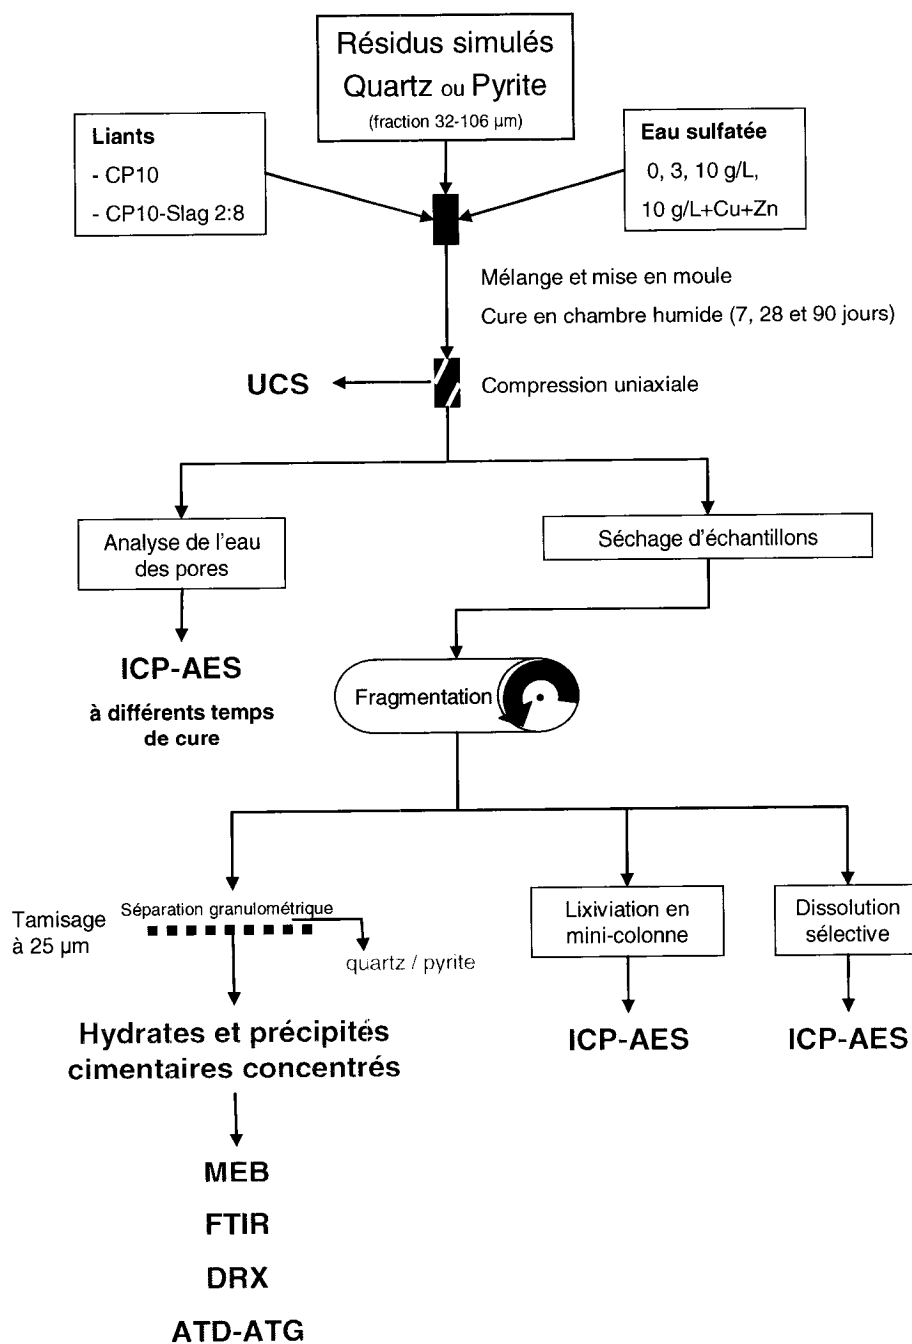 Résidus simulés
Quartz ou Pyrite
(fraction 32-106 µm)
Liants
- CP10
- CP10-Slag 2:8
Eau sulfatée
0, 3, 10 g/L,
10 g/L+Cu+Zn
Mélange et mise en moule
Cure en chambre humide (7, 28 et 90 jours)
UCS
Compression uniaxiale
Analyse de l'eau
des pores
Séchage d'échantillons
ICP-AES
à différents temps
de cure
Fragmentation
Tamisage
à 25 µm
Séparation granulométrique
quartz / pyrite
Lixiviation en
mini-colonne
Dissolution
sélective
Hydrates et précipités
cimentaires concentrés
ICP-AES
ICP-AES
MEB
FTIR
DRX
ATD-ATG